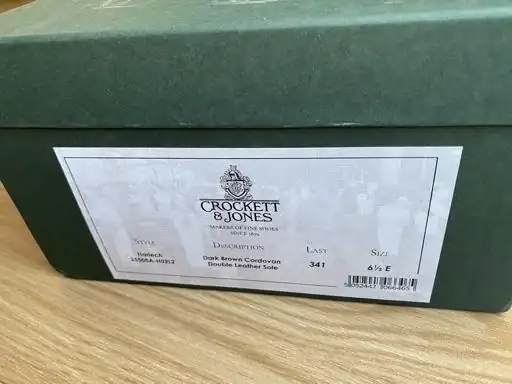 CROCKETT
& JONES
MAKERS OF FINE SHOES
SINCE 1879
STYLE DESCRIPTION LAST SIZE
Harlech Dark Brown Cordovan 341 6½ E
Double Leather Sole